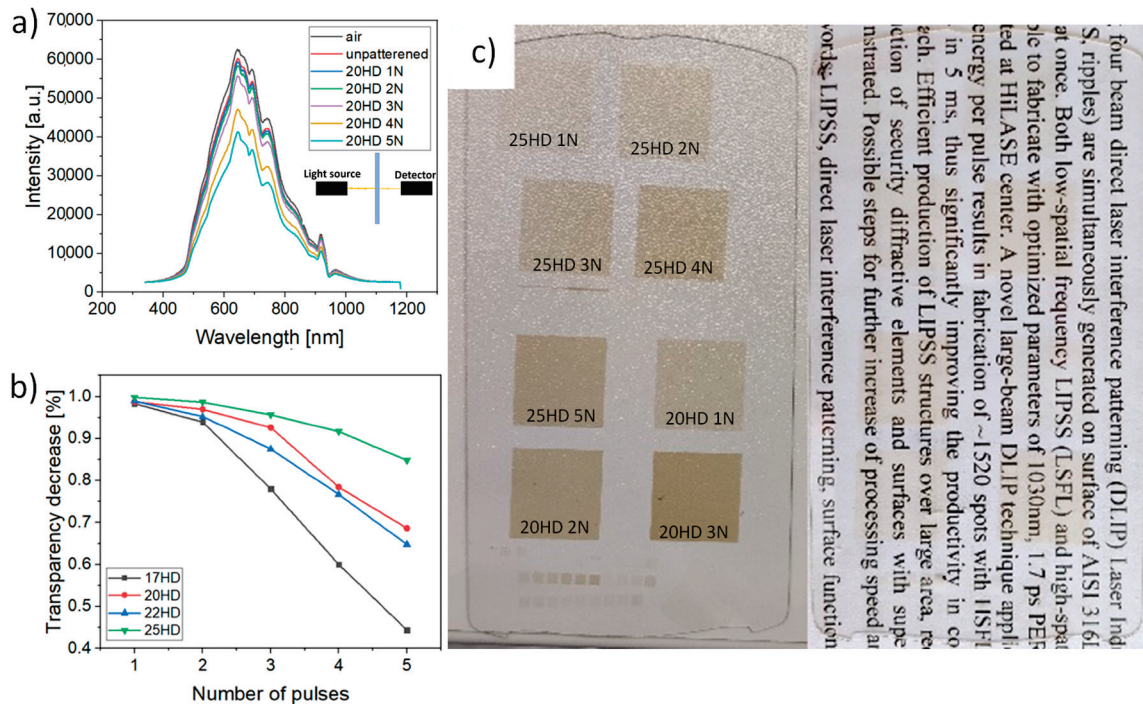 a)
70000
60000
50000
40000
30000
20000
10000
0
Intensity [a.u.]
200 400 600 800 1000 1200
Wavelength [nm]
air
unpatterened
20HD 1N
20HD 2N
20HD 3N
20HD 4N
20HD 5N
Light source
Detector
b)
1.0
0.9
0.8
0.7
0.6
0.5
0.4
Transparency decrease [%]
17HD
20HD
22HD
25HD
1 2 3 4 5
Number of pulses
c)
25HD 1N
25HD 2N
25HD 3N
25HD 4N
25HD 5N
20HD 1N
20HD 2N
20HD 3N
four beam direct laser interference patterning (DLIP) Laser Indu
S, ripples) are simultaneously generated on surface of AISI 316L
at once. Both low-spatial frequency LIPSS (LSFL) and high-spat
ble to fabricate with optimized parameters of 1030nm, 1.7 ps PER
ted at HiLASE center. A novel large-beam DLIP technique appli
energy per pulse results in fabrication of ~1520 spots with HSFL
in 5 ms, thus significantly improving the productivity in co
ach. Efficient production of LIPSS structures over large area, rec
ction of security diffractive elements and surfaces with supe
nstrated. Possible steps for further increase of processing speed ar
words: LIPSS, direct laser interference patterning, surface function